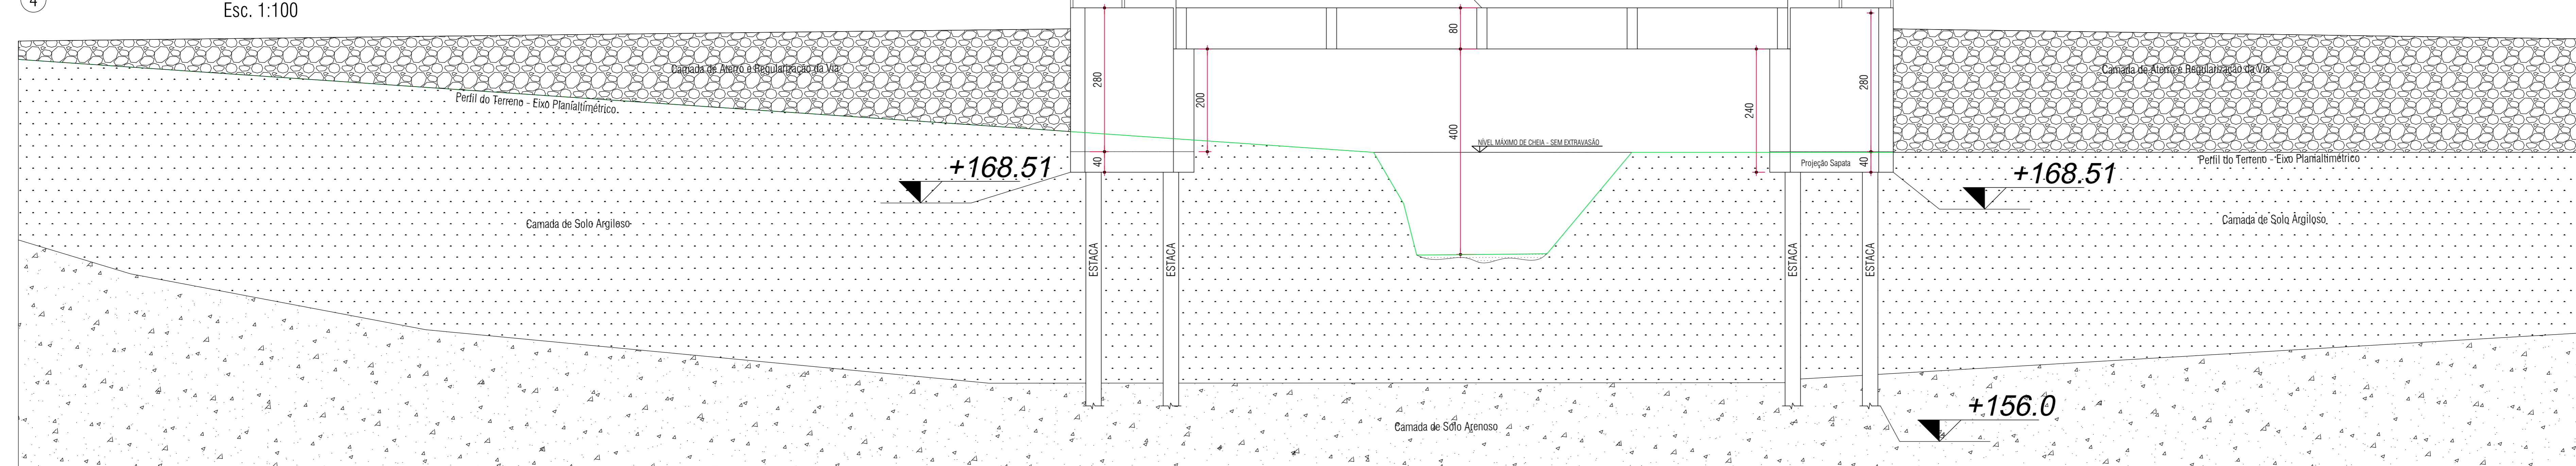 4
Esc. 1:100
80
Camada de Aterro e Regularização da Via
280
200
Camada de Aterro e Regularização da Via
280
240
Perfil do Terreno - Eixo Planialtimétrico
400
NÍVEL MÁXIMO DE CHEIA - SEM EXTRAVASÃO
+168.51
40
Projeção Sapata
40
Perfil do Terreno - Eixo Planialtimétrico
+168.51
Camada de Solo Argiloso
Camada de Solo Argiloso
ESTACA
ESTACA
ESTACA
ESTACA
+156.0
Camada de Solo Arenoso